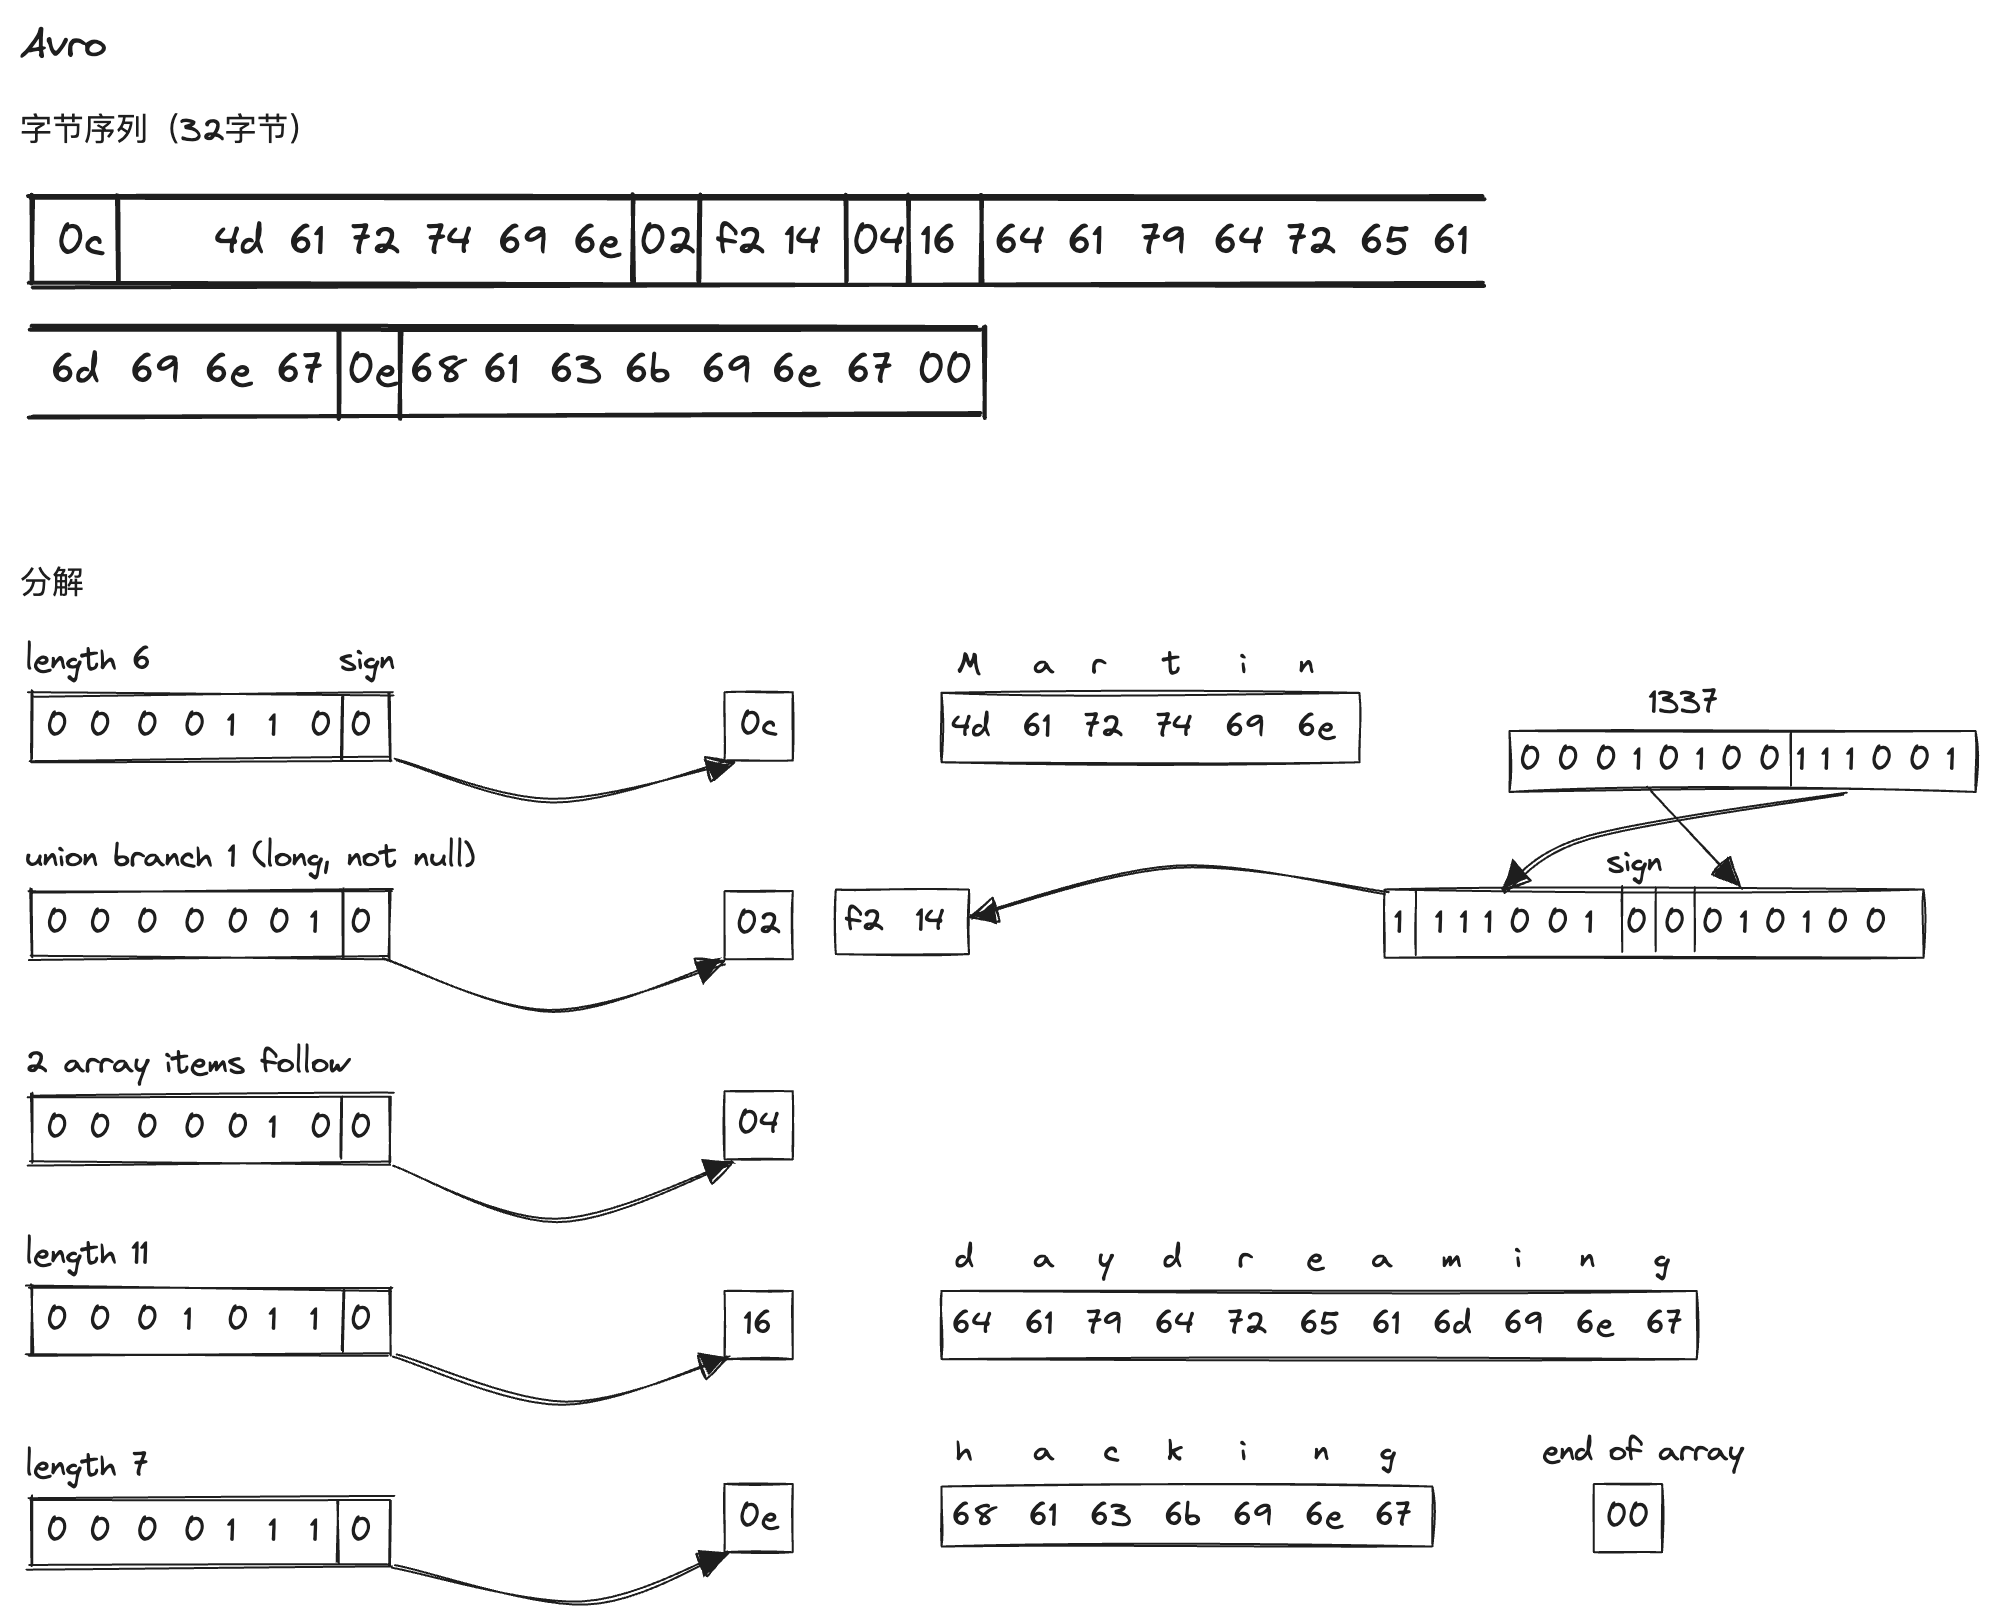 Avro
字节序列（32字节）
0c 4d 61 72 74 69 6e 02 f2 14 04 16 64 61 79 64 72 65 61
6d 69 6e 67 0e 68 61 63 6b 69 6e 67 00
分解
length 6 sign
0 0 0 0 1 1 0 0
0c
M a r t i n
4d 61 72 74 69 6e
1337
0 0 0 1 0 1 0 0 1 1 1 0 0 1
union branch 1 (long, not null)
0 0 0 0 0 0 1 0
02
f2 14
sign
1 1 1 1 0 0 1 0 0 0 1 0 1 0 0
2 array items follow
0 0 0 0 0 1 0 0
04
length 11
0 0 0 1 0 1 1 0
16
d a y d r e a m i n g
64 61 79 64 72 65 61 6d 69 6e 67
length 7
0 0 0 0 1 1 1 0
0e
h a c k i n g
68 61 63 6b 69 6e 67
end of array
00